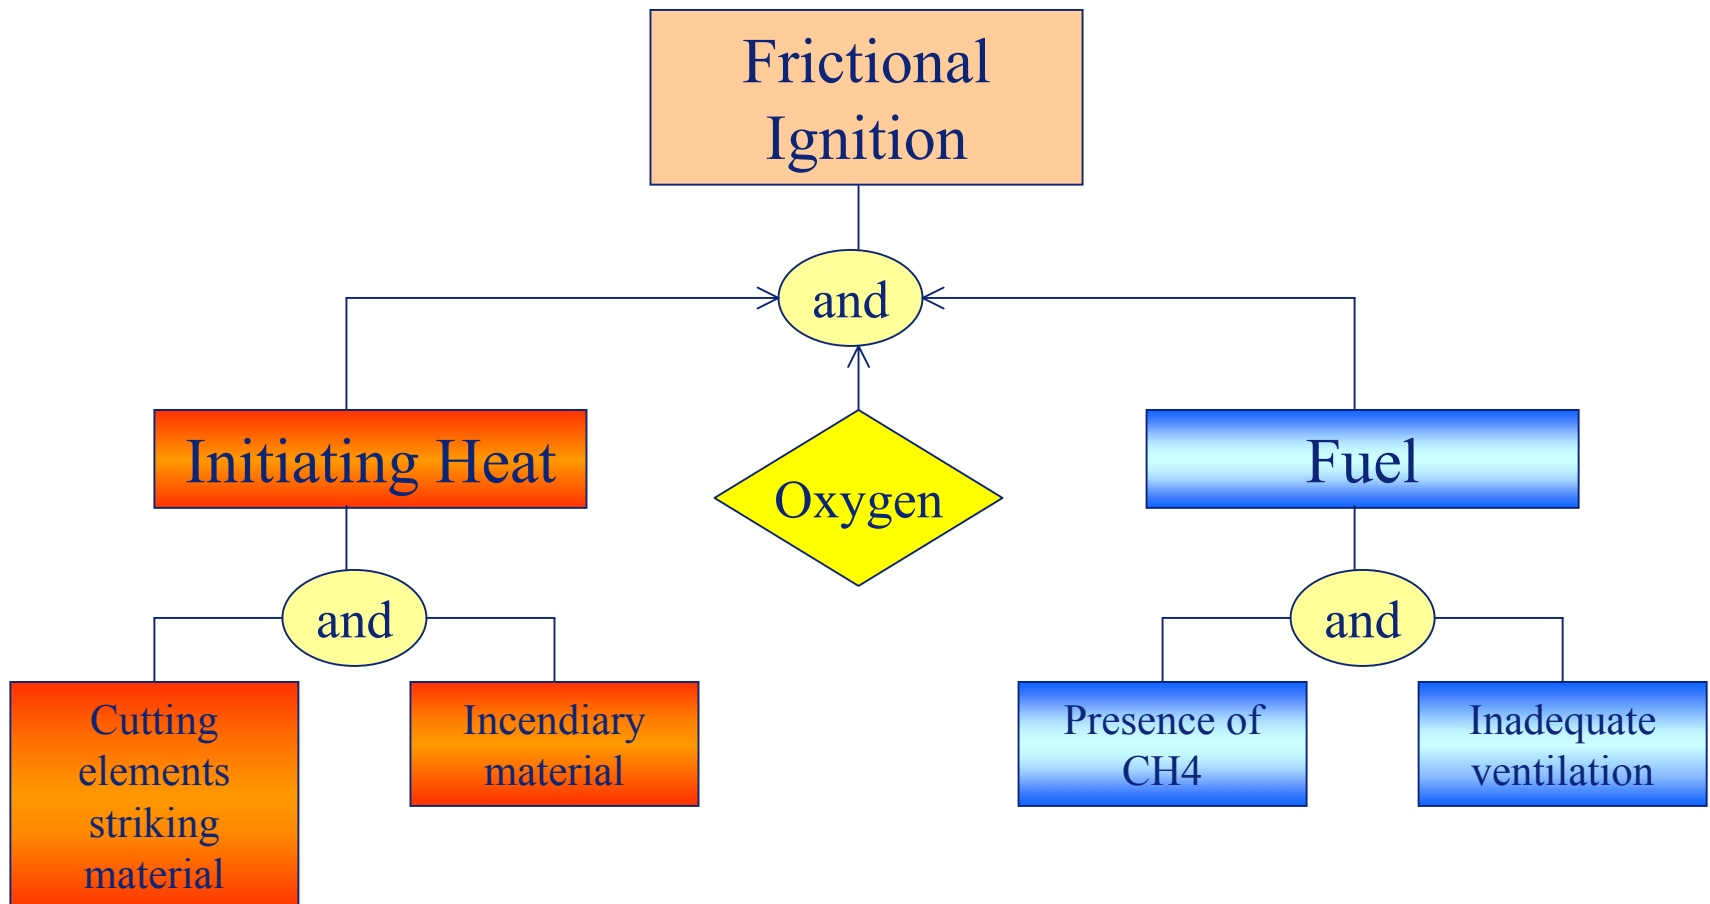 Frictional
Ignition
and
Initiating Heat
Oxygen
Fuel
and
and
Cutting
elements
striking
material
Incendiary
material
Presence of
CH4
Inadequate
ventilation